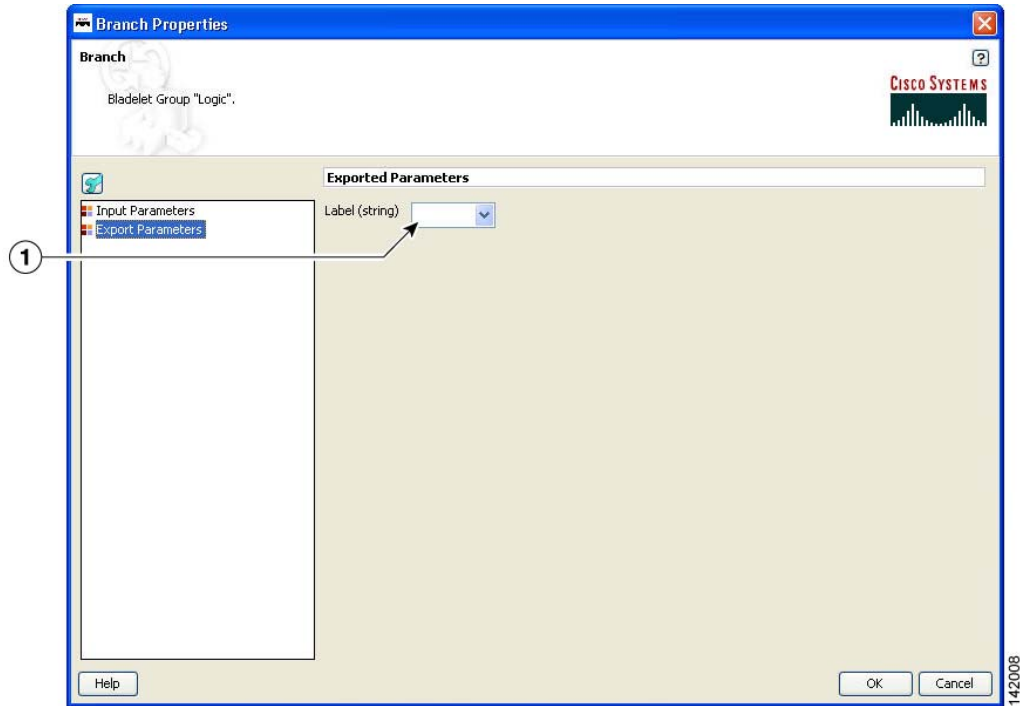 Branch Properties
Branch
Bladelet Group "Logic".
CISCO SYSTEMS
Exported Parameters
Input Parameters
Export Parameters
Label (string)
1
Help
OK
Cancel
142008